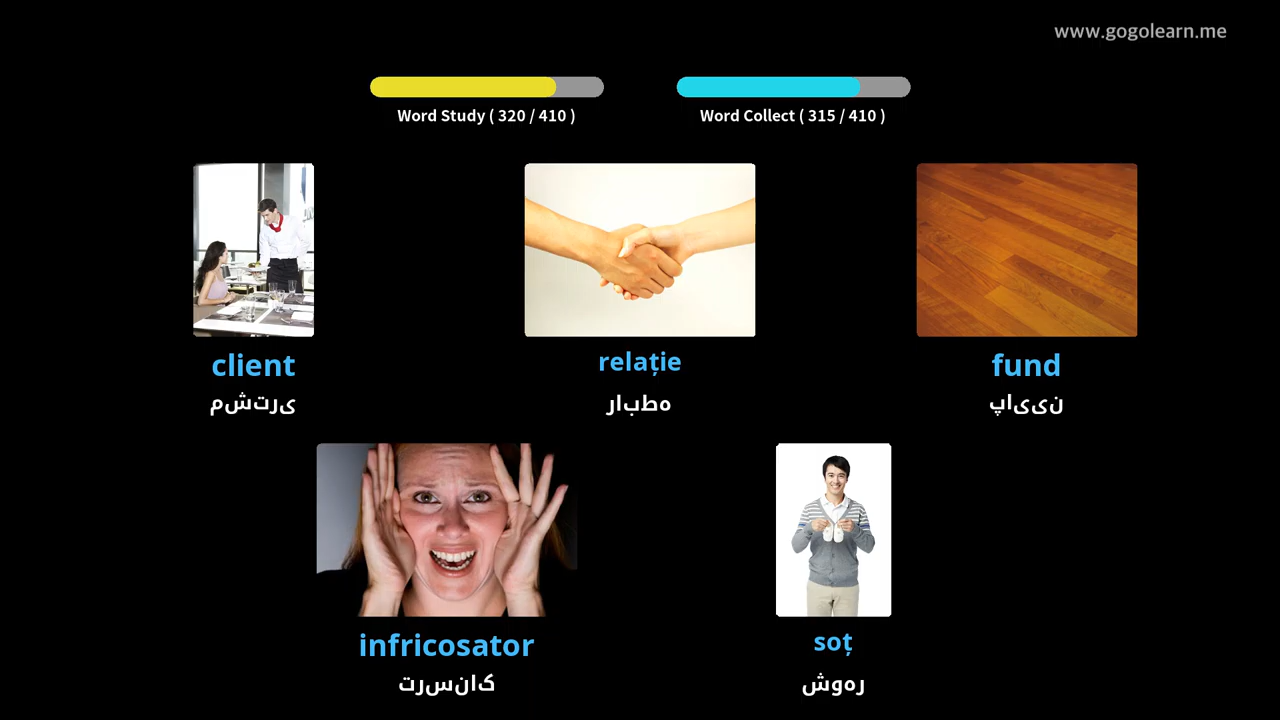 www.gogolearn.me
Word Study ( 320 / 410 )
Word Collect ( 315 / 410 )
client
مشتری
relație
رابطه
fund
پایین
infricosator
ترسناک
soț
شوهر